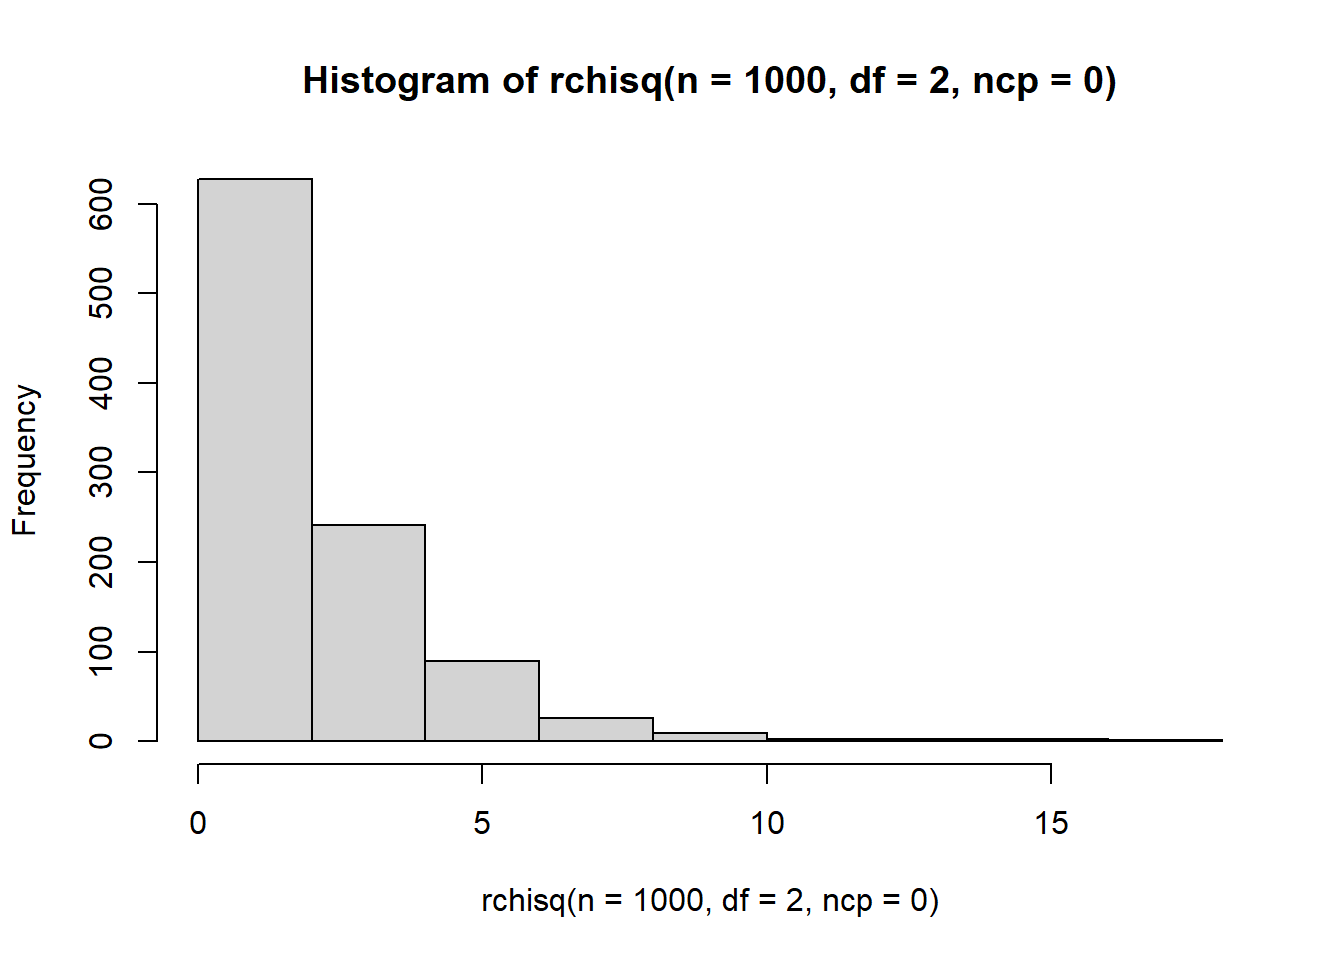 Histogram of rchisq(n = 1000, df = 2, ncp = 0)
Frequency
600
500
400
300
200
100
0
0 5 10 15
rchisq(n = 1000, df = 2, ncp = 0)